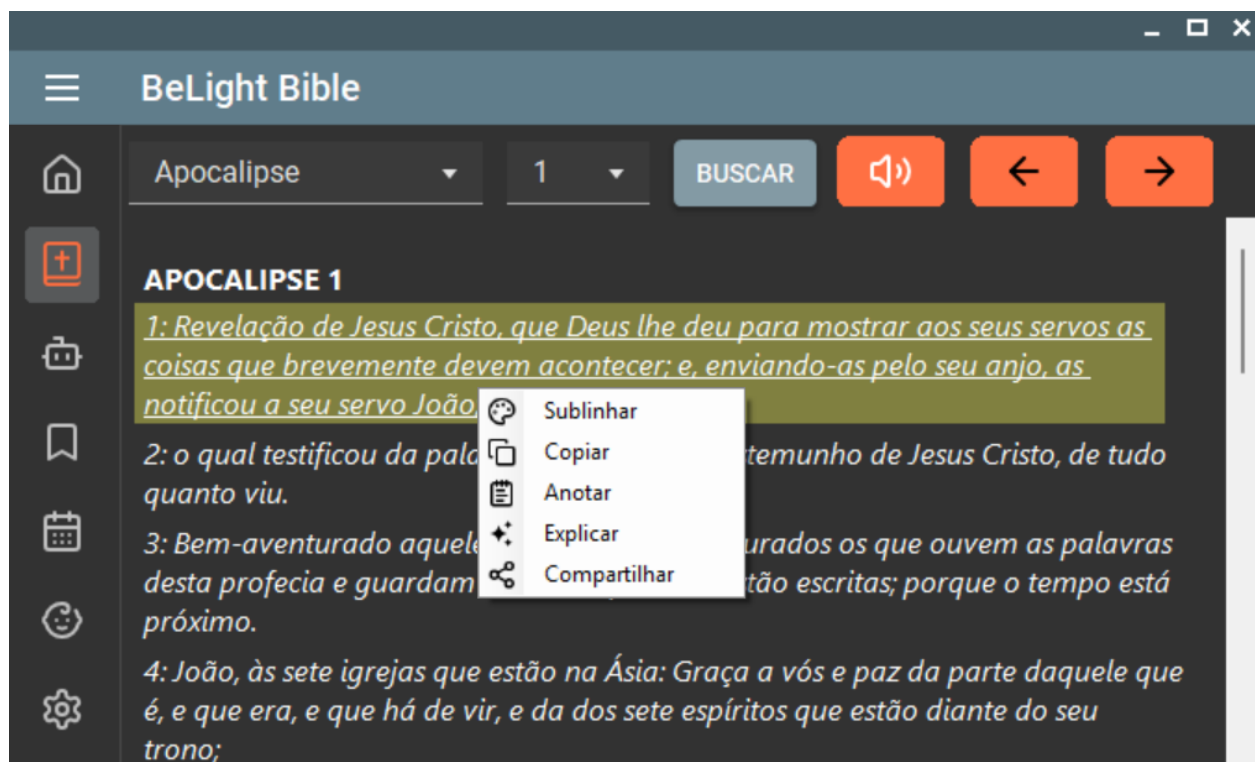 BeLight Bible
Apocalipse 1 BUSCAR
APOCALIPSE 1
1: Revelação de Jesus Cristo, que Deus lhe deu para mostrar aos seus servos as
coisas que brevemente devem acontecer; e, enviando-as pelo seu anjo, as
notificou a seu servo João
Sublinhar
Copiar
Anotar
Explicar
Compartilhar
2: o qual testificou da de Jesus Cristo, de tudo
quanto viu.
3: Bem-aventurado os que ouvem as palavras
desta profecia e guardam escritas; porque o tempo está
próximo.
4: João, às sete igrejas que estão na Ásia: Graça a vós e paz da parte daquele que
é, e que era, e que há de vir, e da dos sete espíritos que estão diante do seu
trono;